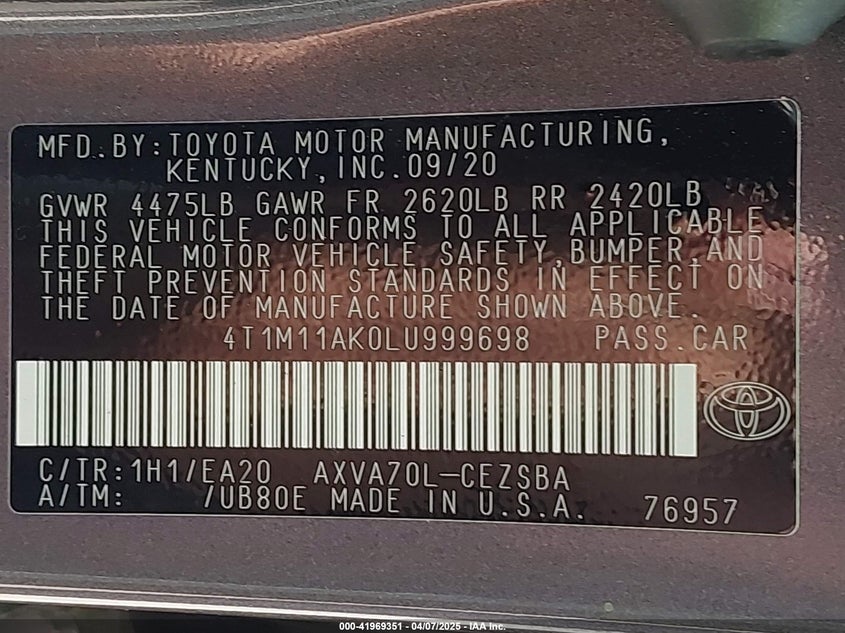 MFD.BY:TOYOTA MOTOR MANUFACTURING,
KENTUCKY,INC.09/20
GVWR 4475LB GAWR FR 2620LB RR 2420LB
THIS VEHICLE CONFORMS TO ALL APPLICABLE
FEDERAL MOTOR VEHICLE SAFETY,BUMPER,AND
THEFT PREVENTION STANDARDS IN EFFECT ON
THE DATE OF MANUFACTURE SHOWN ABOVE.
4T1M11AK0LU999698 PASS.CAR
C/TR:1H1/EA20 AXVA70L-CEZSBA
A/TM: /UB80E MADE IN U.S.A. 76957
000-41969351 - 04/07/2025 - IAA Inc.